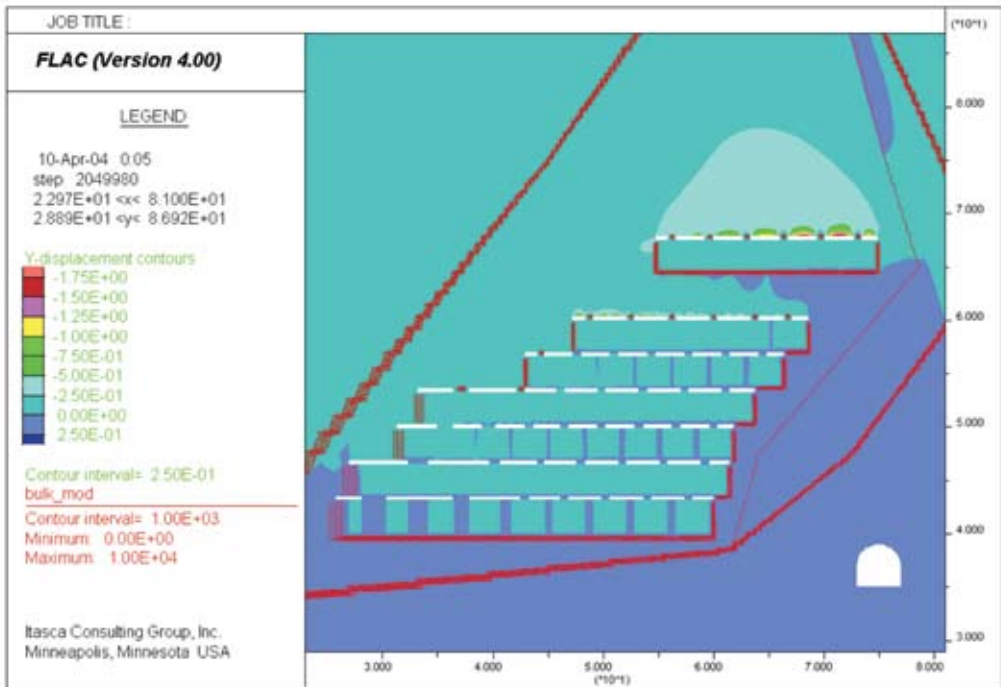 JOB TITLE :
FLAC (Version 4.00)
LEGEND
10-Apr-04 0:05
step 2049980
2.297E+01 <x< 8.100E+01
2.889E+01 <y< 8.692E+01
Y-displacement contours
-1.75E+00
-1.50E+00
-1.25E+00
-1.00E+00
-7.50E-01
-5.00E-01
-2.50E-01
0.00E+00
2.50E-01
Contour interval= 2.50E-01
bulk_mod
Contour interval= 1.00E+03
Minimum: 0.00E+00
Maximum: 1.00E+04
Itasca Consulting Group, Inc.
Minneapolis, Minnesota USA
(*10^1)
8.000
7.000
6.000
5.000
4.000
3.000
3.000 4.000 5.000 6.000 7.000 8.000
(*10^1)